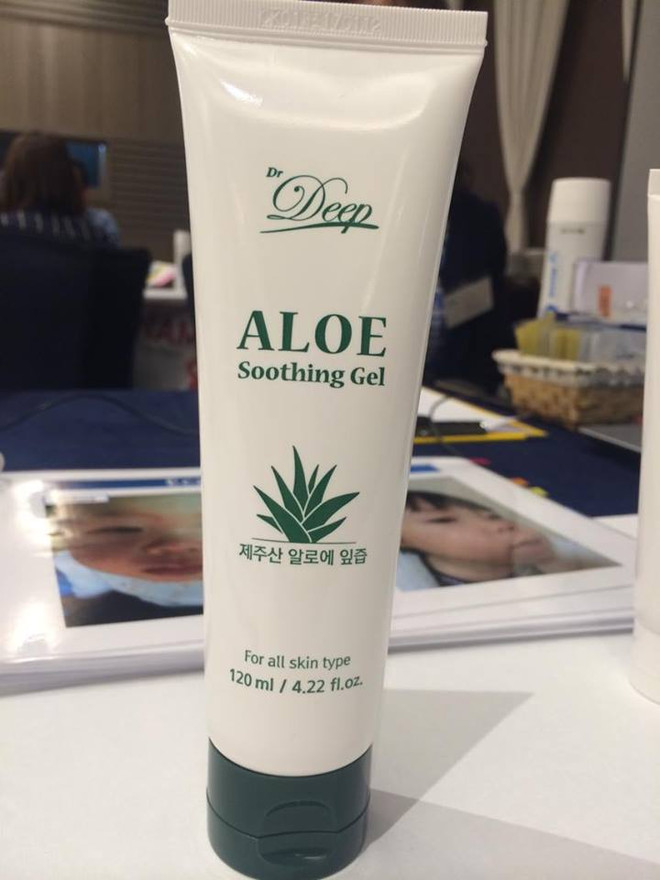 Dr
Deep
ALOE
Soothing Gel
제주산 알로에 잎즙
For all skin type
120 ml / 4.22 fl.oz.